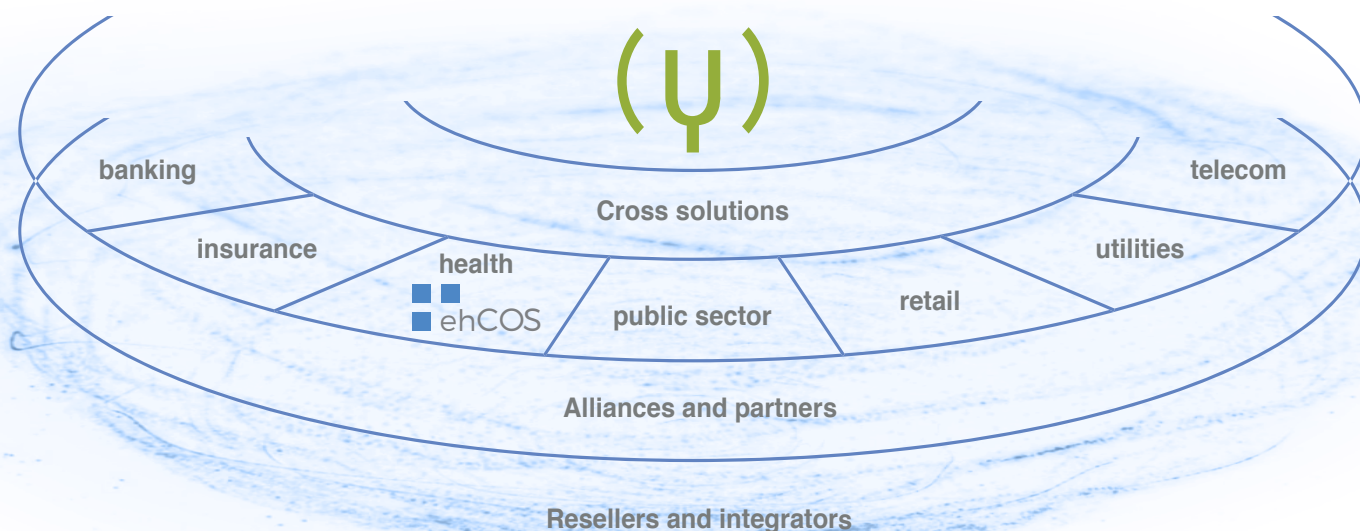 Cross solutions
banking
insurance
health
ehCOS
public sector
retail
utilities
telecom
Alliances and partners
Resellers and integrators